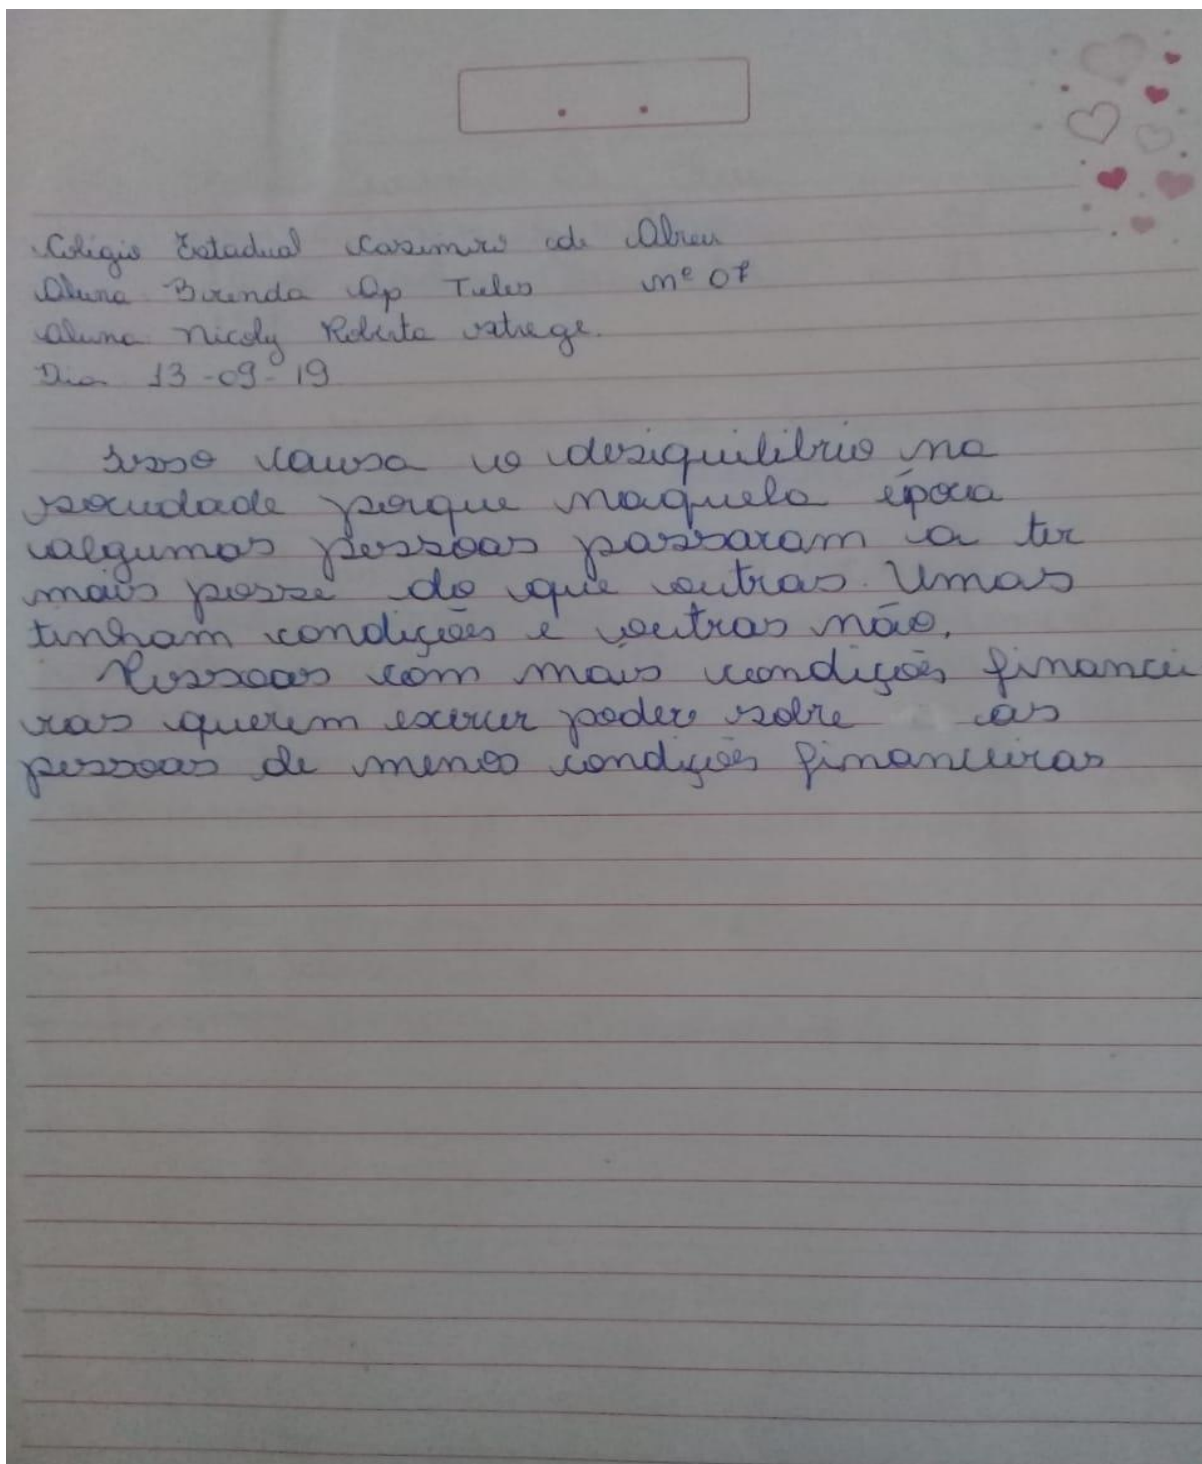 Colégio Estadual Casimiro de Abreu
Aluna Brenda Ap Teles nº 07
Aluna Nicoly Roberta
Dia 13-09-19
Isso causa o desiquilibrio na
sociedade porque naquela época
algumas pessoas passaram a ter
mais posse do que outras. Umas
tinham condições e outras não.
Pessoas com mais condições financei
ras querem exercer poder sobre as
pessoas de menos condições financeiras